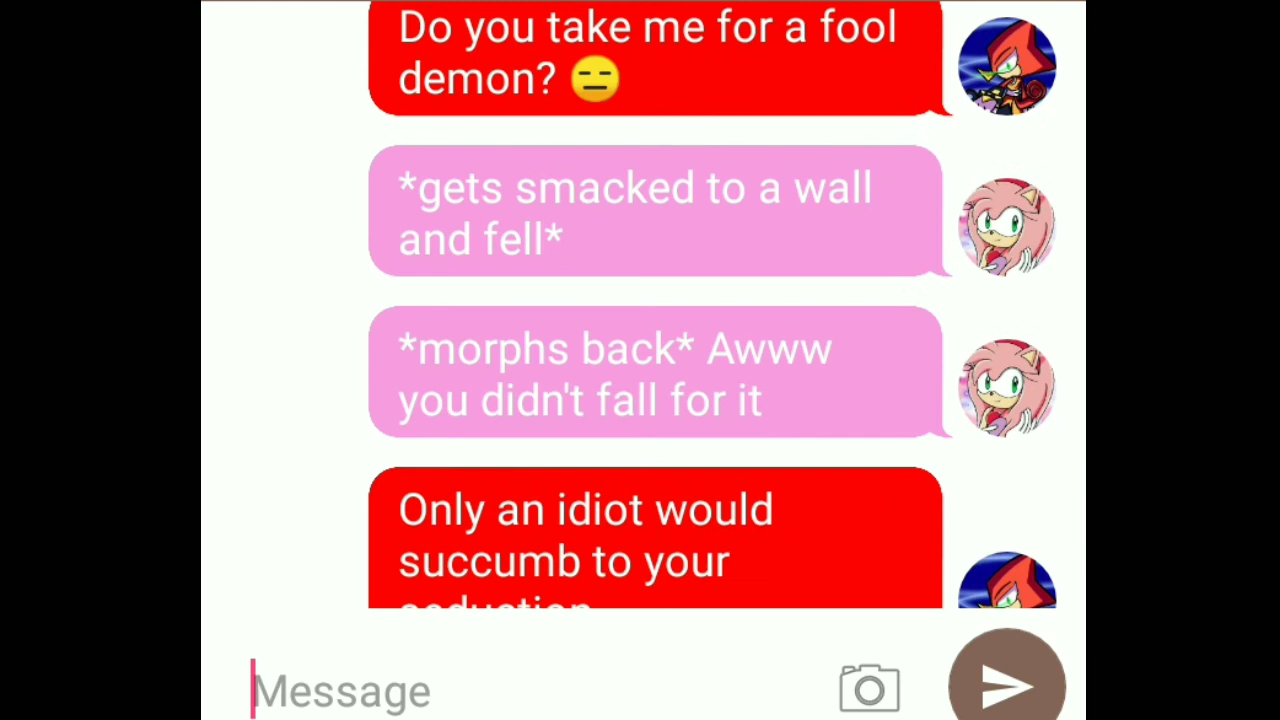 Do you take me for a fool
demon? 😑
*gets smacked to a wall
and fell*
*morphs back* Awww
you didn't fall for it
Only an idiot would
succumb to your
seduction
Message